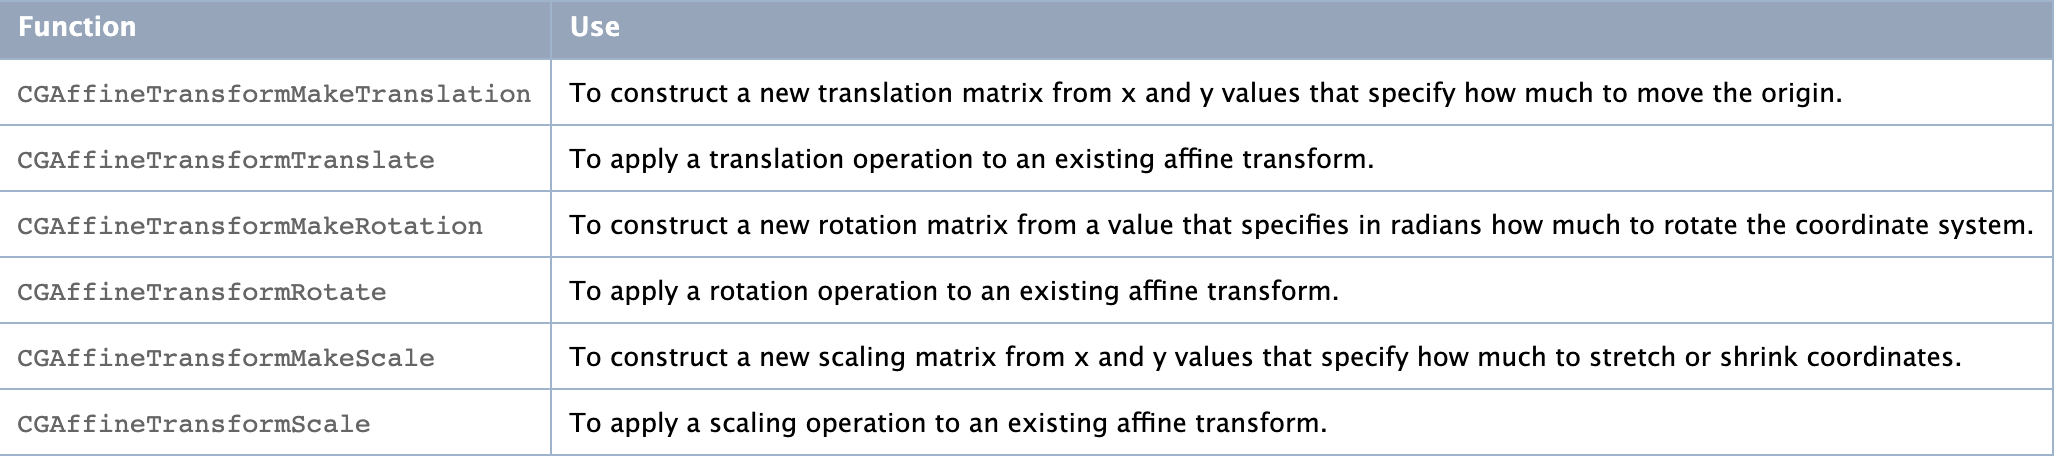 Function Use
CGAffineTransformMakeTranslation To construct a new translation matrix from x and y values that specify how much to move the origin.
CGAffineTransformTranslate To apply a translation operation to an existing affine transform.
CGAffineTransformMakeRotation To construct a new rotation matrix from a value that specifies in radians how much to rotate the coordinate system.
CGAffineTransformRotate To apply a rotation operation to an existing affine transform.
CGAffineTransformMakeScale To construct a new scaling matrix from x and y values that specify how much to stretch or shrink coordinates.
CGAffineTransformScale To apply a scaling operation to an existing affine transform.